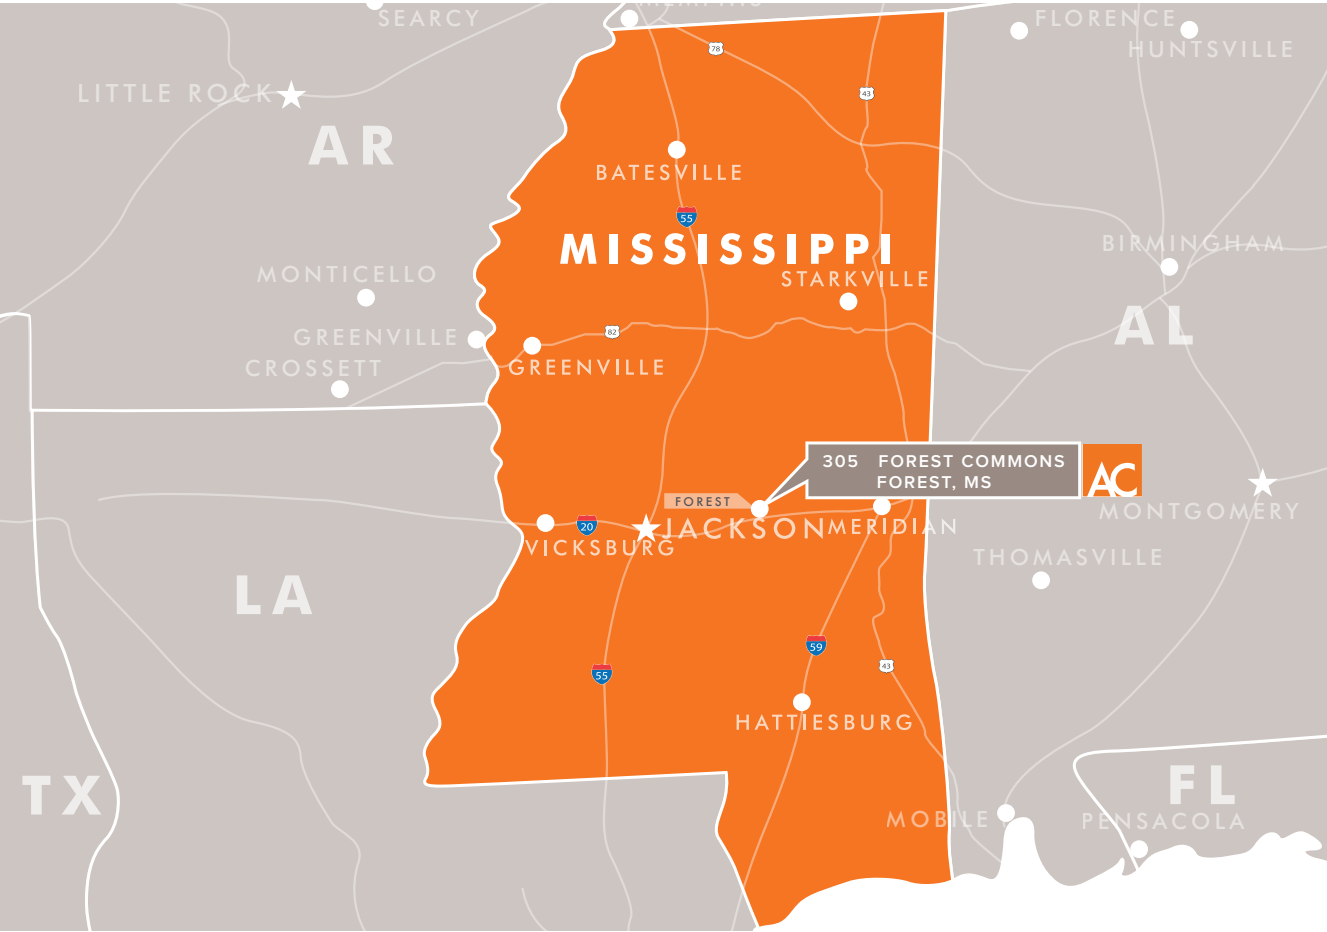 SEARCY
FLORENCE
HUNTSVILLE
78
LITTLE ROCK
43
AR
BATESVILLE
55
MISSISSIPPI
BIRMINGHAM
MONTICELLO
STARKVILLE
GREENVILLE
82
AL
CROSSETT
GREENVILLE
305 FOREST COMMONS
FOREST, MS
AC
FOREST
MONTGOMERY
20
JACKSON
MERIDIAN
VICKSBURG
THOMASVILLE
LA
59
55
43
HATTIESBURG
TX
FL
MOBILE
PENSACOLA